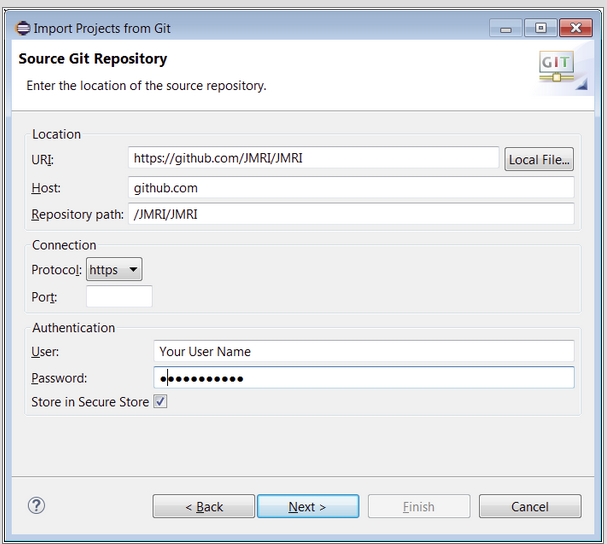 Import Projects from Git
Source Git Repository
Enter the location of the source repository.
GIT
Location
URI: https://github.com/JMRI/JMRI Local File...
Host: github.com
Repository path: /JMRI/JMRI
Connection
Protocol: https
Port:
Authentication
User: Your User Name
Password: ●●●●●●●●●●●
Store in Secure Store
? < Back Next > Finish Cancel